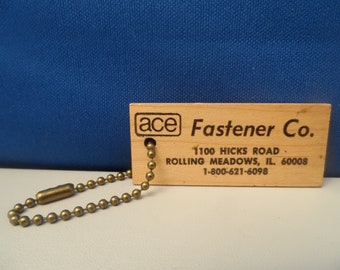 ace Fastener Co.
1100 HICKS ROAD
ROLLING MEADOWS, IL. 60008
1-800-621-6098